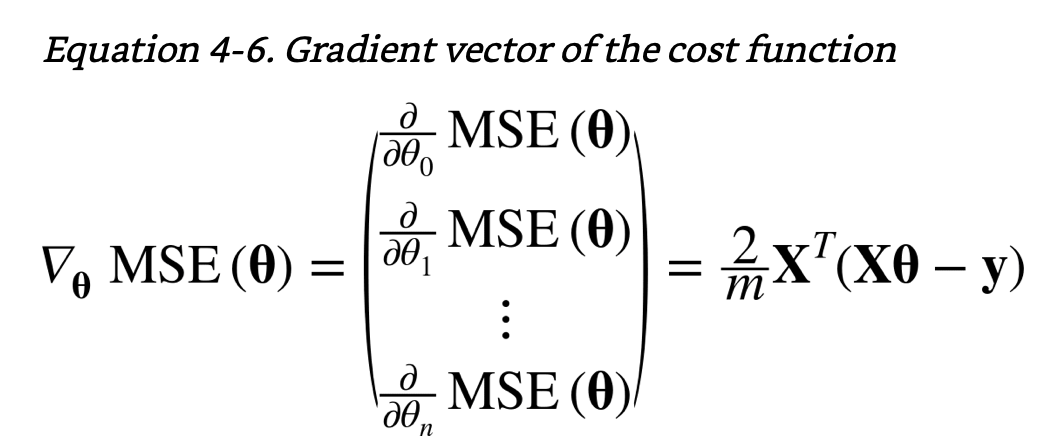 Equation 4-6. Gradient vector of the cost function
∂/∂θ₀ MSE (𝛉)
∂/∂θ₁ MSE (𝛉)
∇_𝛉 MSE (𝛉) = ( ⋮ ) = 2/m 𝐗ᵀ(𝐗𝛉 − 𝐲)
∂/∂θₙ MSE (𝛉)